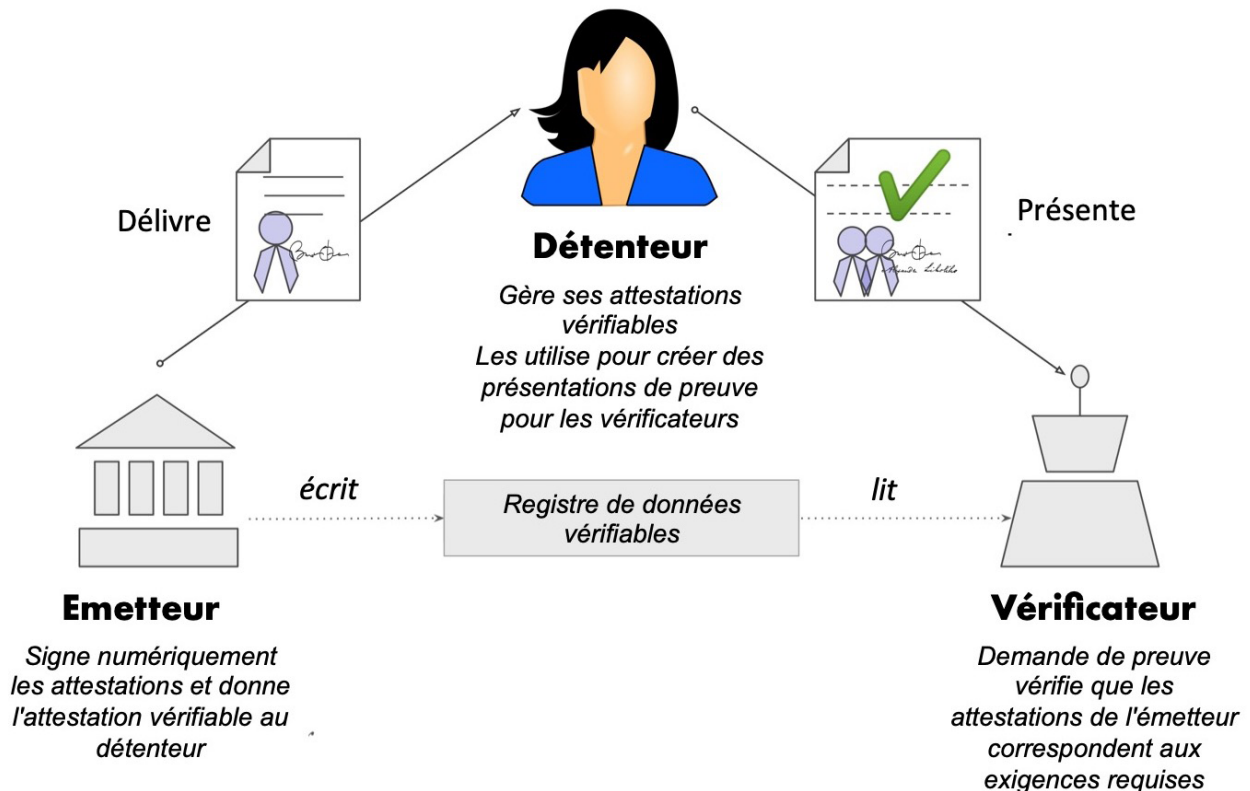 Délivre
Présente
Détenteur
Gère ses attestations
vérifiables
Les utilise pour créer des
présentations de preuve
pour les vérificateurs
écrit
Registre de données
vérifiables
lit
Emetteur
Signe numériquement
les attestations et donne
l'attestation vérifiable au
détenteur
Vérificateur
Demande de preuve
vérifie que les
attestations de l'émetteur
correspondent aux
exigences requises